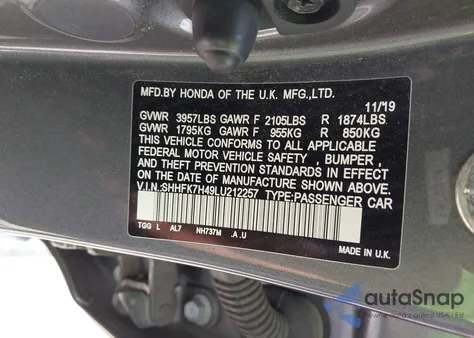 MFD.BY HONDA OF THE U.K. MFG.,LTD.
11/'19
GVWR 3957LBS GAWR F 2105LBS R 1874LBS
GVWR 1795KG GAWR F 955KG R 850KG
THIS VEHICLE CONFORMS TO ALL APPLICABLE
FEDERAL MOTOR VEHICLE SAFETY , BUMPER ,
AND THEFT PREVENTION STANDARDS IN EFFECT
ON THE DATE OF MANUFACTURE SHOWN ABOVE.
V.I.N:SHHFK7H49LU212257 TYPE:PASSENGER CAR
TGG L AL7 NH737M .A .U
MADE IN U.K.
autoSnap